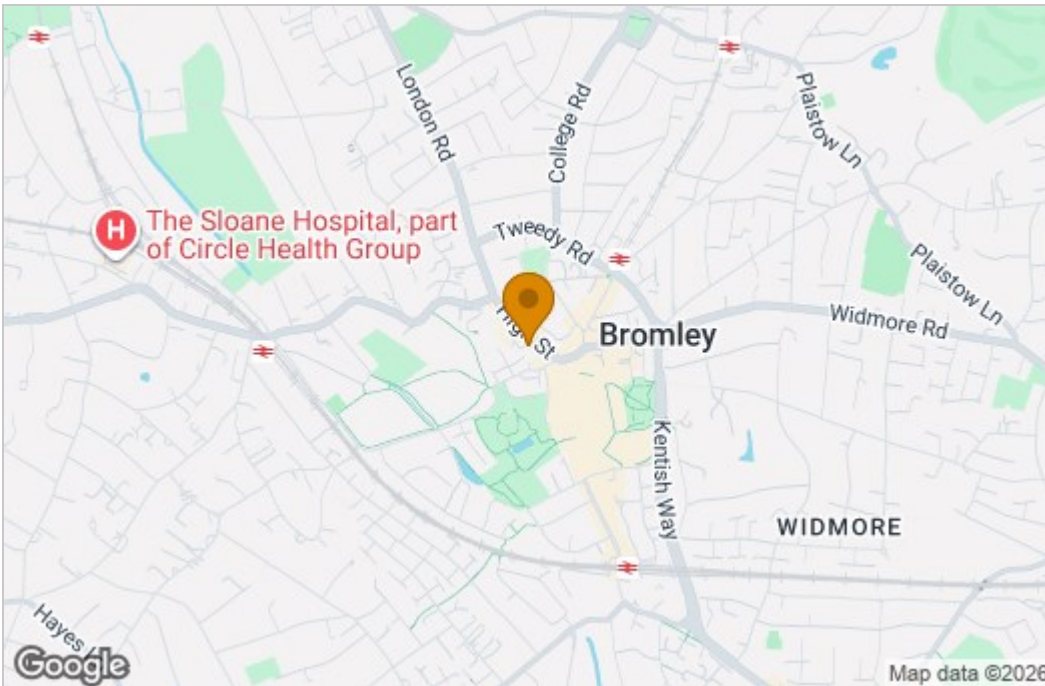 London Rd
College Rd
Plaistow Ln
H
The Sloane Hospital, part
of Circle Health Group
Tweedy Rd
Plaistow Ln
High St
Bromley
Widmore Rd
Kentish Way
WIDMORE
Hayes
Google
Map data ©2026